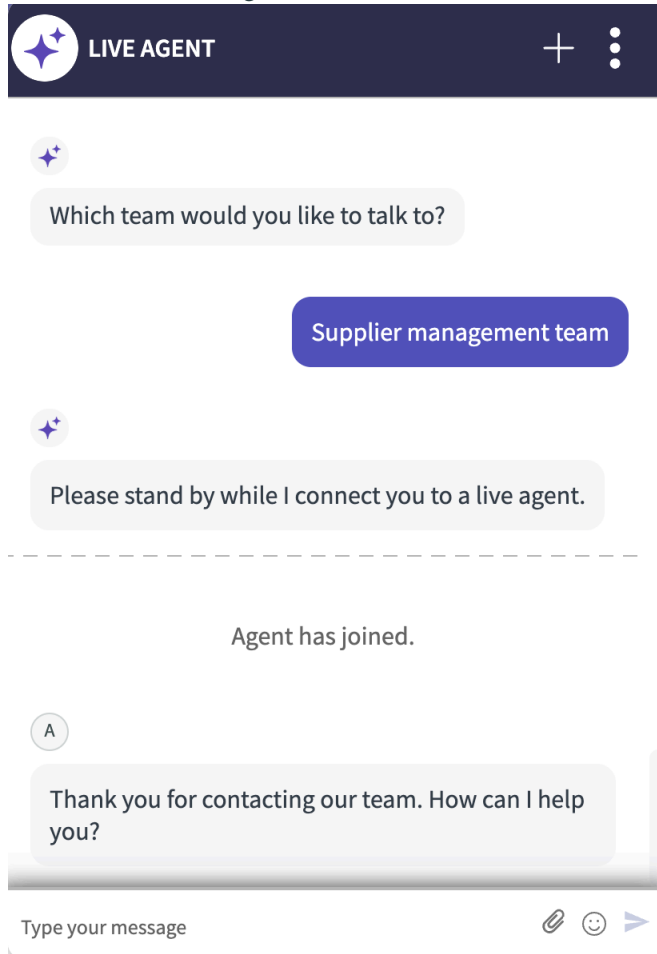 LIVE AGENT
Which team would you like to talk to?
Supplier management team
Please stand by while I connect you to a live agent.
Agent has joined.
A
Thank you for contacting our team. How can I help
you?
Type your message